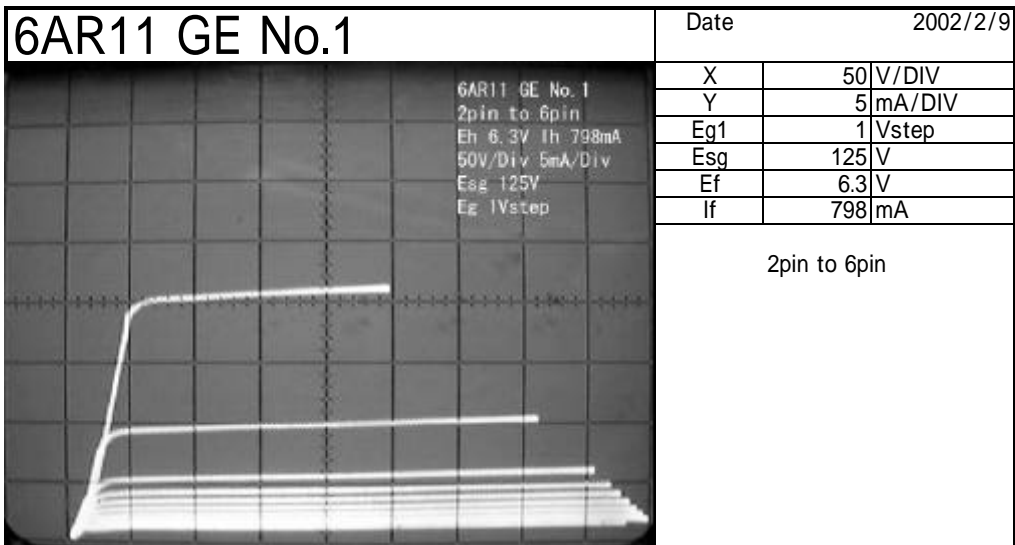 6AR11 GE No.1
Date 2002/2/9
6AR11 GE No.1
2pin to 6pin
Eh 6.3V Ih 798mA
50V/Div 5mA/Div
Esg 125V
Eg 1Vstep
X 50 V/DIV
Y 5 mA/DIV
Eg1 1 Vstep
Esg 125 V
Ef 6.3 V
If 798 mA
2pin to 6pin